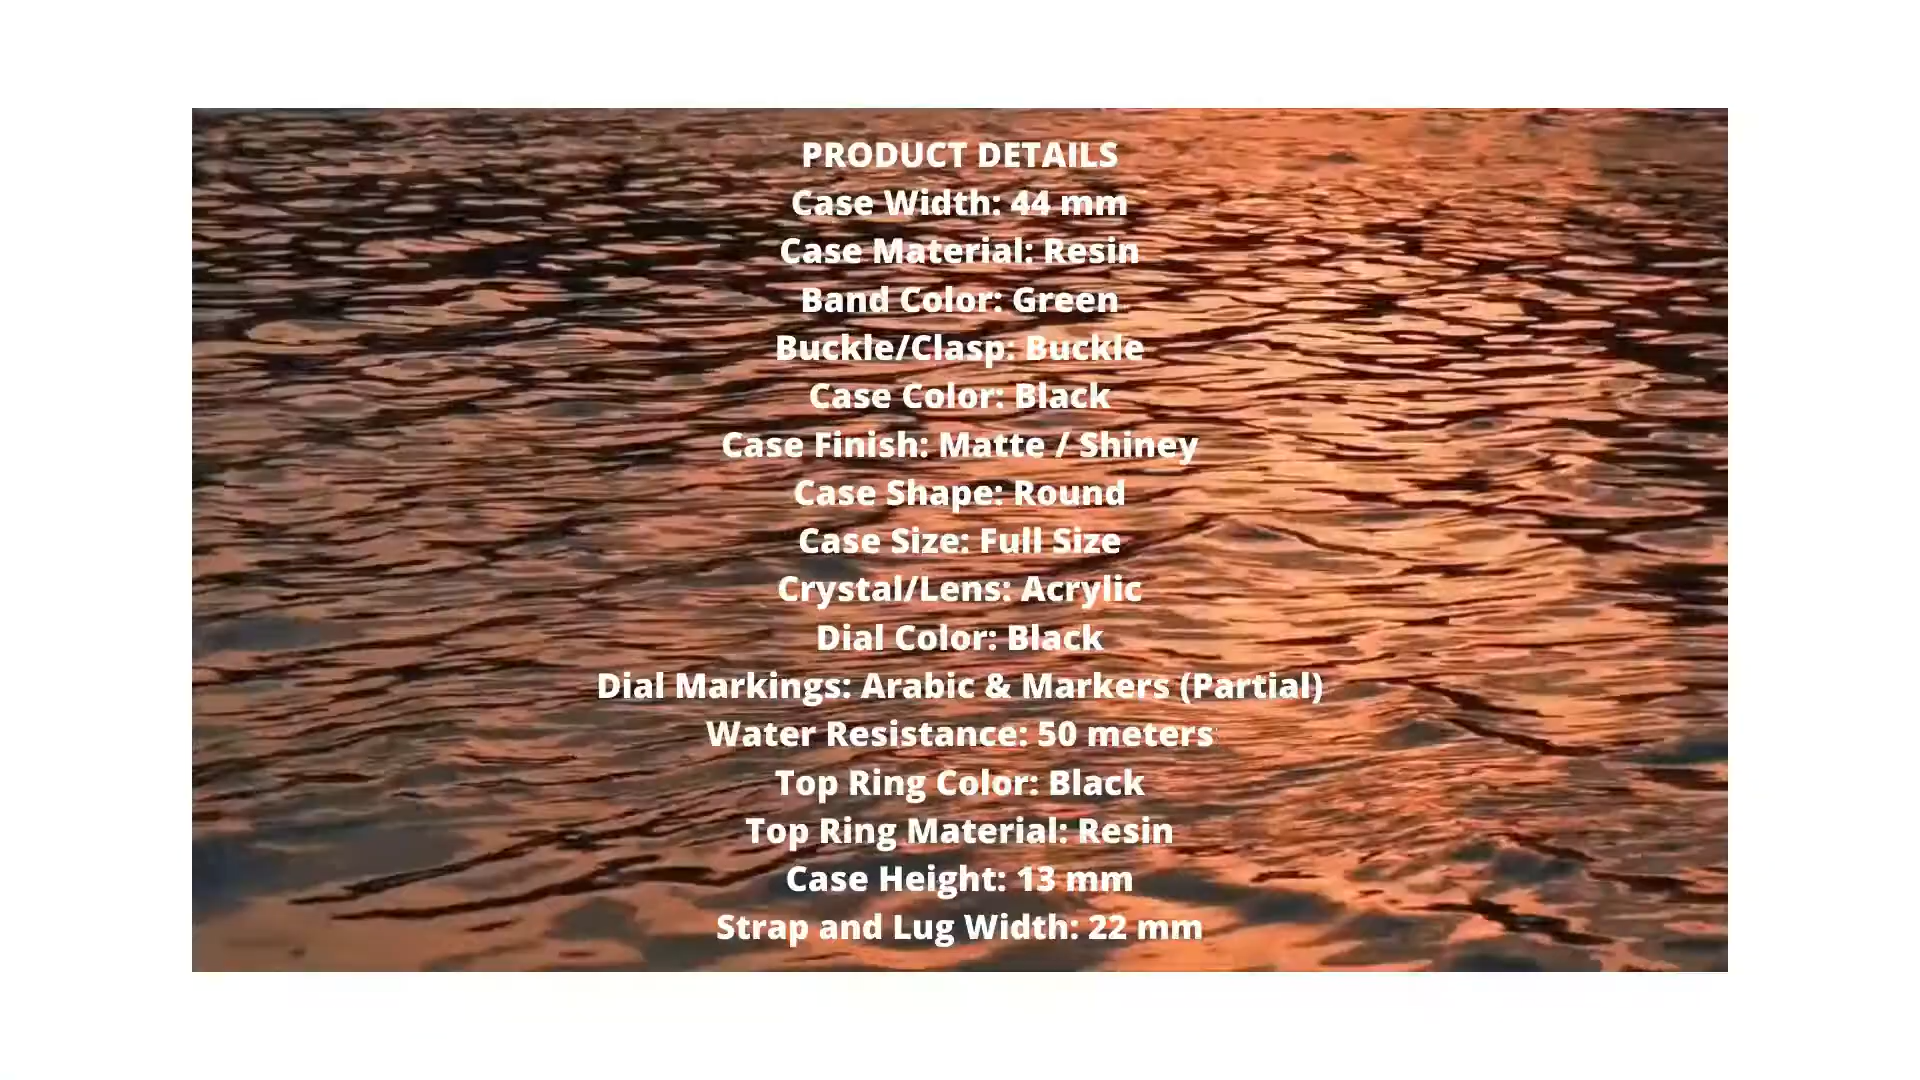 PRODUCT DETAILS
Case Width: 44 mm
Case Material: Resin
Band Color: Green
Buckle/Clasp: Buckle
Case Color: Black
Case Finish: Matte / Shiney
Case Shape: Round
Case Size: Full Size
Crystal/Lens: Acrylic
Dial Color: Black
Dial Markings: Arabic & Markers (Partial)
Water Resistance: 50 meters
Top Ring Color: Black
Top Ring Material: Resin
Case Height: 13 mm
Strap and Lug Width: 22 mm